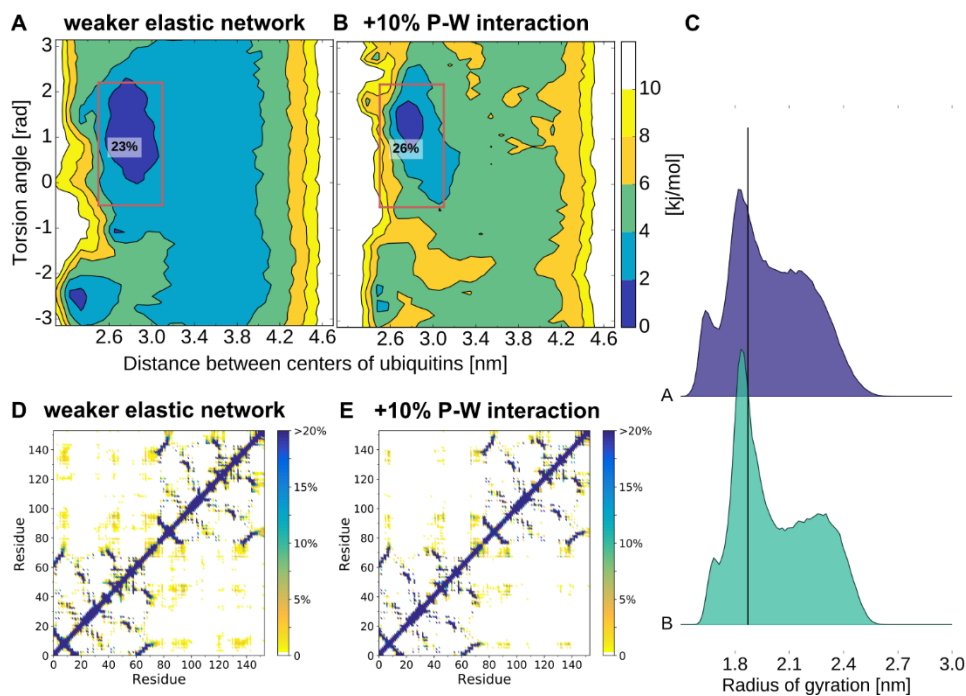 A weaker elastic network
B +10% P-W interaction
C
Torsion angle [rad]
3
2
1
0
-1
-2
-3
23%
26%
10
8
6
4
2
0
[kj/mol]
2.6 3.0 3.4 3.8 4.2 4.6
2.6 3.0 3.4 3.8 4.2 4.6
Distance between centers of ubiquitins [nm]
D weaker elastic network
E +10% P-W interaction
Residue
140
120
100
80
60
40
20
0
0 20 40 60 80 100 120 140
Residue
>20%
15%
10%
5%
0
Residue
140
120
100
80
60
40
20
0
0 20 40 60 80 100 120 140
Residue
>20%
15%
10%
5%
0
A
B
1.8 2.1 2.4 2.7 3.0
Radius of gyration [nm]